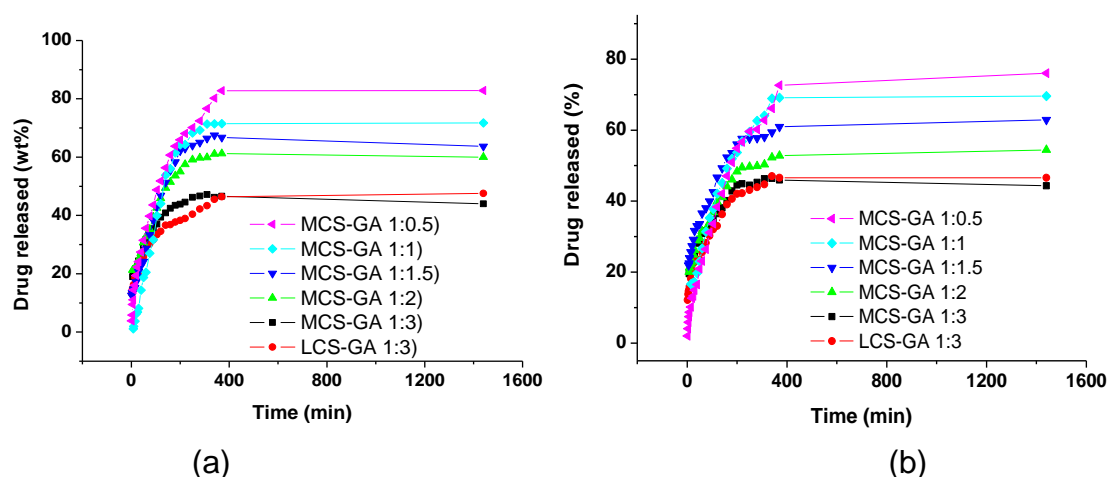 100
80
60
40
20
0
Drug released (wt%)
MCS-GA 1:0.5)
MCS-GA 1:1)
MCS-GA 1:1.5)
MCS-GA 1:2)
MCS-GA 1:3)
LCS-GA 1:3)
0 400 800 1200 1600
Time (min)
(a)
80
60
40
20
0
Drug released (%)
MCS-GA 1:0.5
MCS-GA 1:1
MCS-GA 1:1.5
MCS-GA 1:2
MCS-GA 1:3
LCS-GA 1:3
0 400 800 1200 1600
Time (min)
(b)